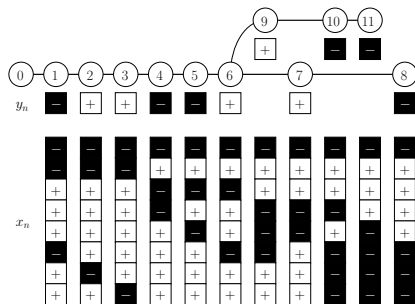 9 10 11
+ − −
0 1 2 3 4 5 6 7 8
yₙ − + + − − + + −
− − − − − − − − − − −
− − − + + + + + + + +
+ + + − − − + + + + +
+ + + − + + − − − + +
xₙ
+ + + + − + − − + − +
− + + + + − − + − − −
+ − + + + + + + − − −
+ + − + + + + + − − −